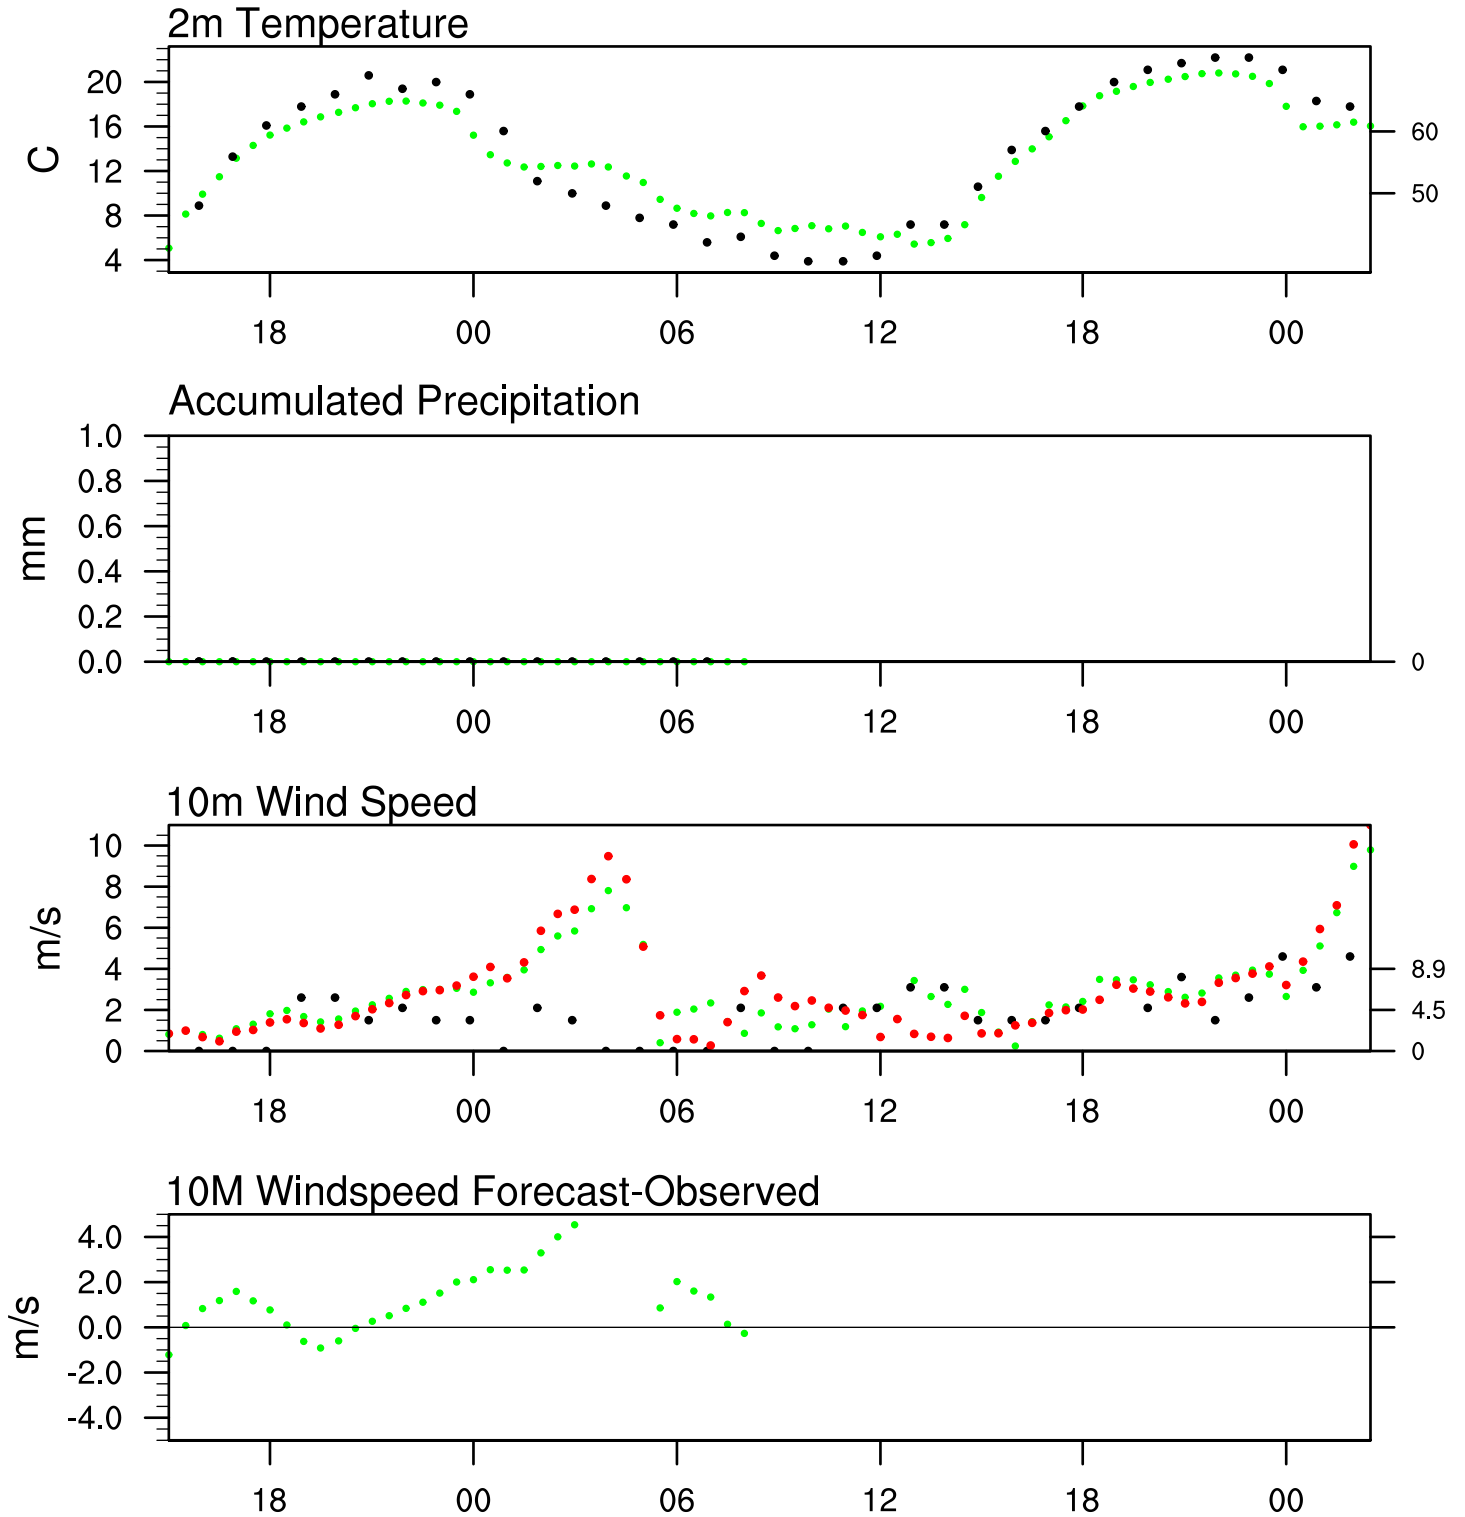 2m Temperature
20
16
12
8
4
C
60
50
18 00 06 12 18 00
Accumulated Precipitation
1.0
0.8
0.6
0.4
0.2
0.0
mm
0
18 00 06 12 18 00
10m Wind Speed
10
8
6
4
2
0
m/s
8.9
4.5
0
18 00 06 12 18 00
10M Windspeed Forecast-Observed
4.0
2.0
0.0
-2.0
-4.0
m/s
18 00 06 12 18 00